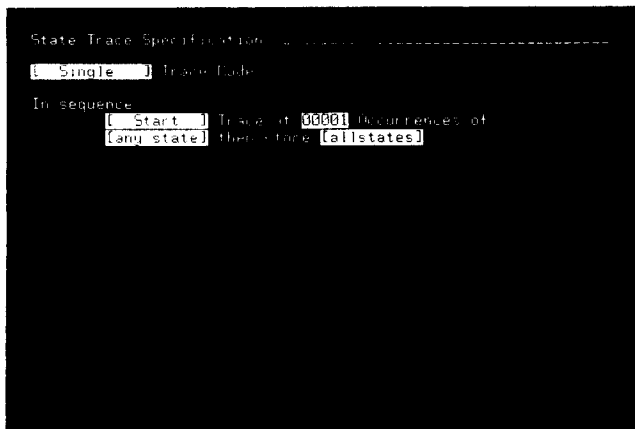 State Trace Specification
[ Single ] Trace Mode
In sequence
[ Start ] Trace at 00001 Occurrences of
[any state] then store [allstates]